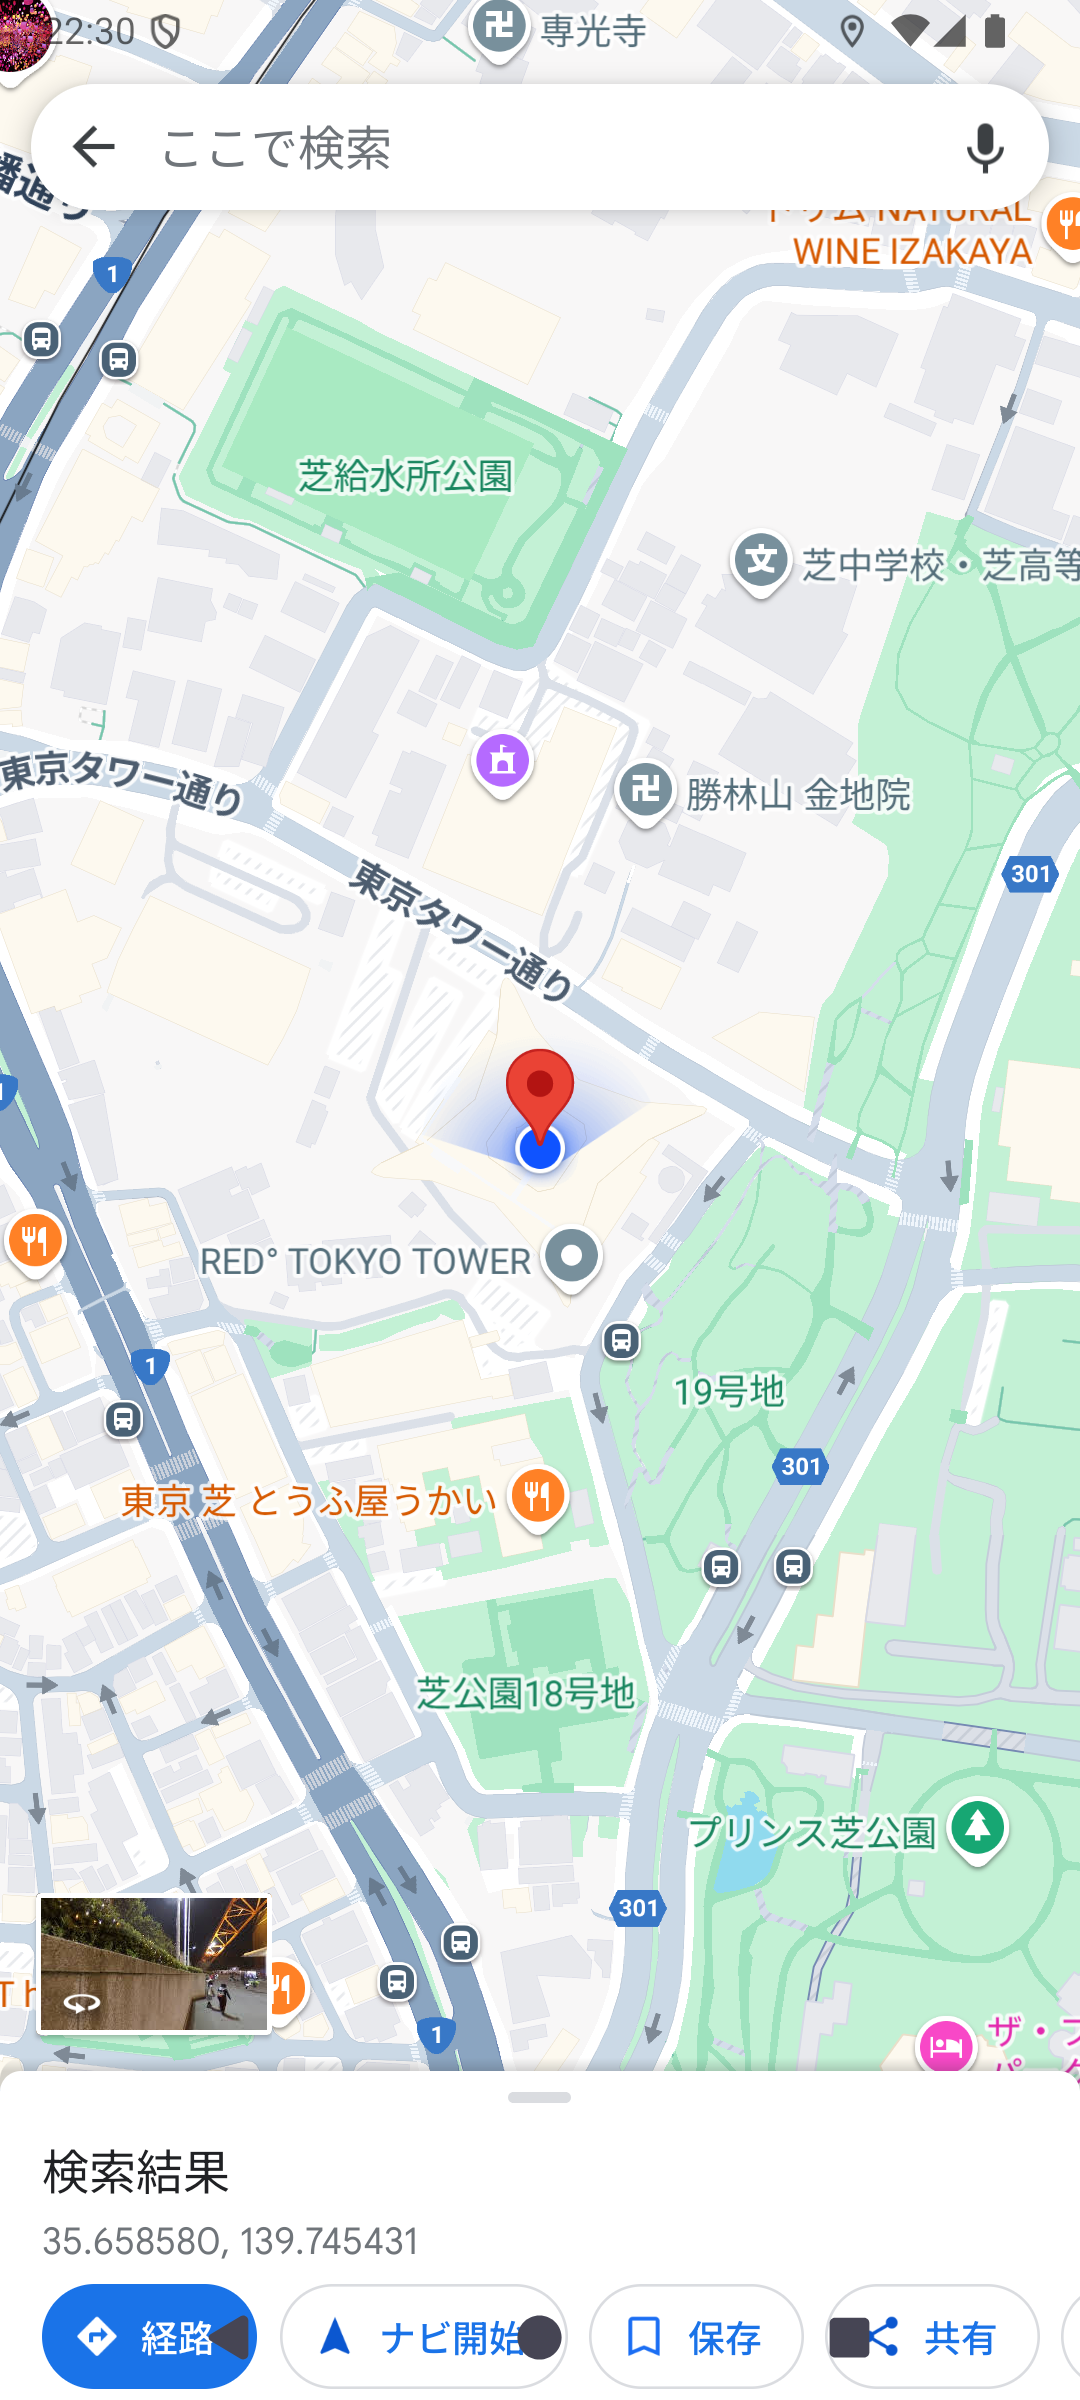 22:30
専光寺
ここで検索
WINE IZAKAYA
1
芝給水所公園
文
芝中学校・芝高等
東京タワー通り
勝林山 金地院
301
東京タワー通り
RED° TOKYO TOWER
1
19号地
301
東京 芝 とうふ屋うかい
芝公園18号地
プリンス芝公園
301
1
ザ・プ
検索結果
35.658580, 139.745431
経路
ナビ開始
保存
共有